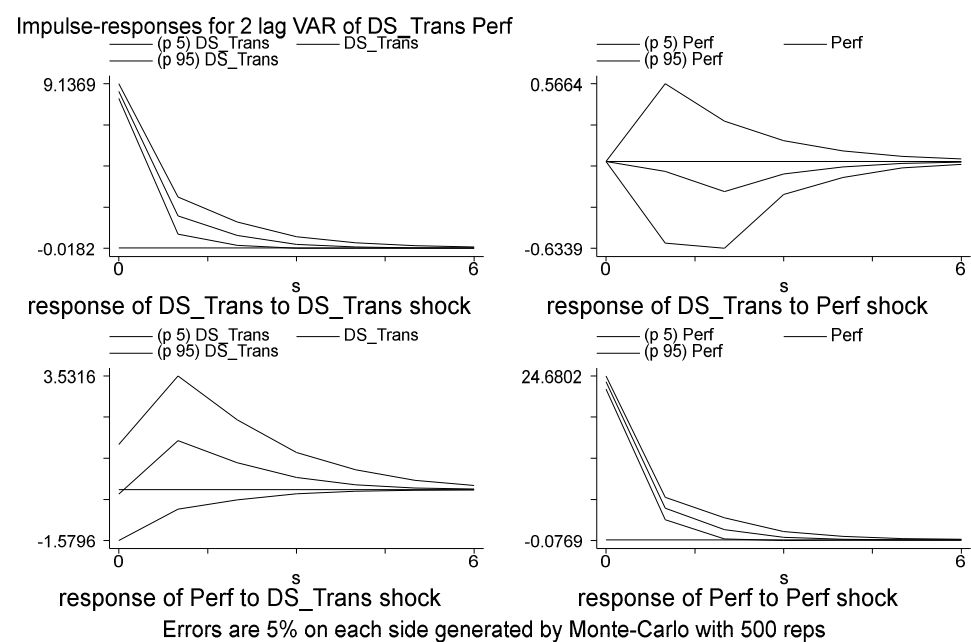 Impulse-responses for 2 lag VAR of DS_Trans Perf
(p 5) DS_Trans DS_Trans
(p 95) DS_Trans
9.1369
-0.0182
0 6
s
response of DS_Trans to DS_Trans shock
(p 5) Perf Perf
(p 95) Perf
0.5664
-0.6339
0 6
s
response of DS_Trans to Perf shock
(p 5) DS_Trans DS_Trans
(p 95) DS_Trans
3.5316
-1.5796
0 6
s
response of Perf to DS_Trans shock
(p 5) Perf Perf
(p 95) Perf
24.6802
-0.0769
0 6
s
response of Perf to Perf shock
Errors are 5% on each side generated by Monte-Carlo with 500 reps